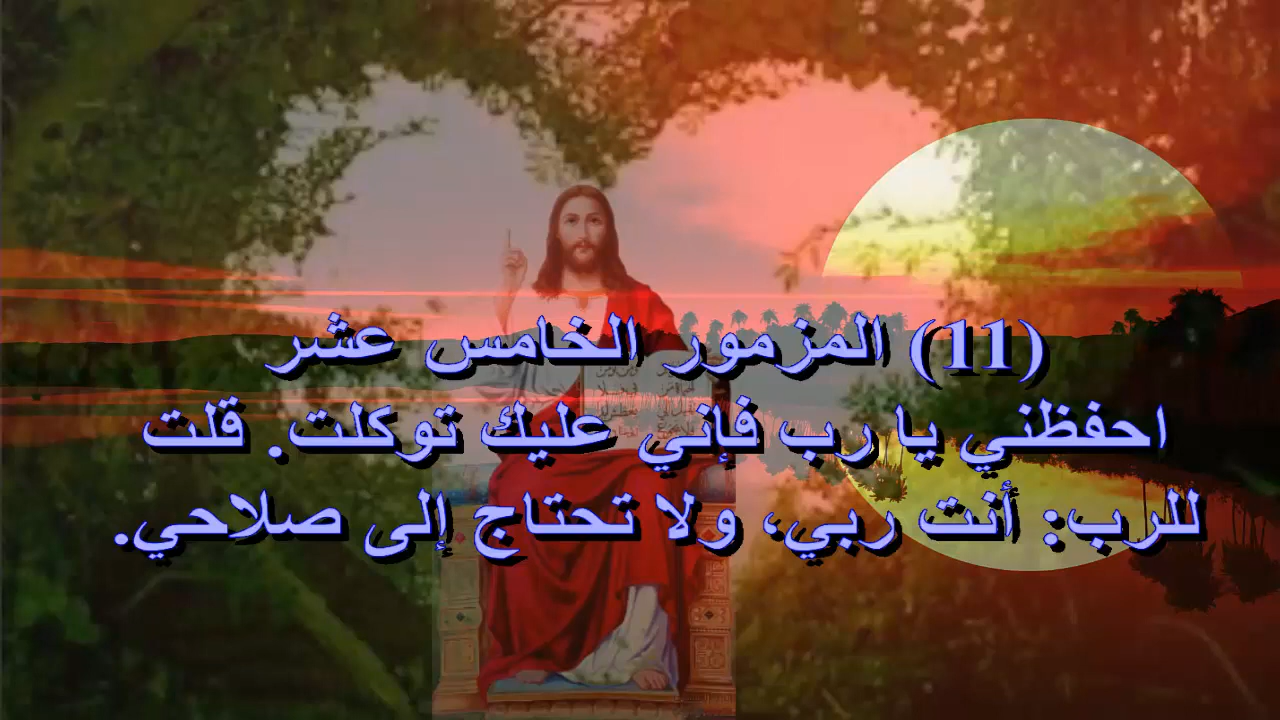 (11) المزمور الخامس عشر
احفظني يا رب فإني عليك توكلت. قلت
للرب: أنت ربي، ولا تحتاج إلى صلاحي.